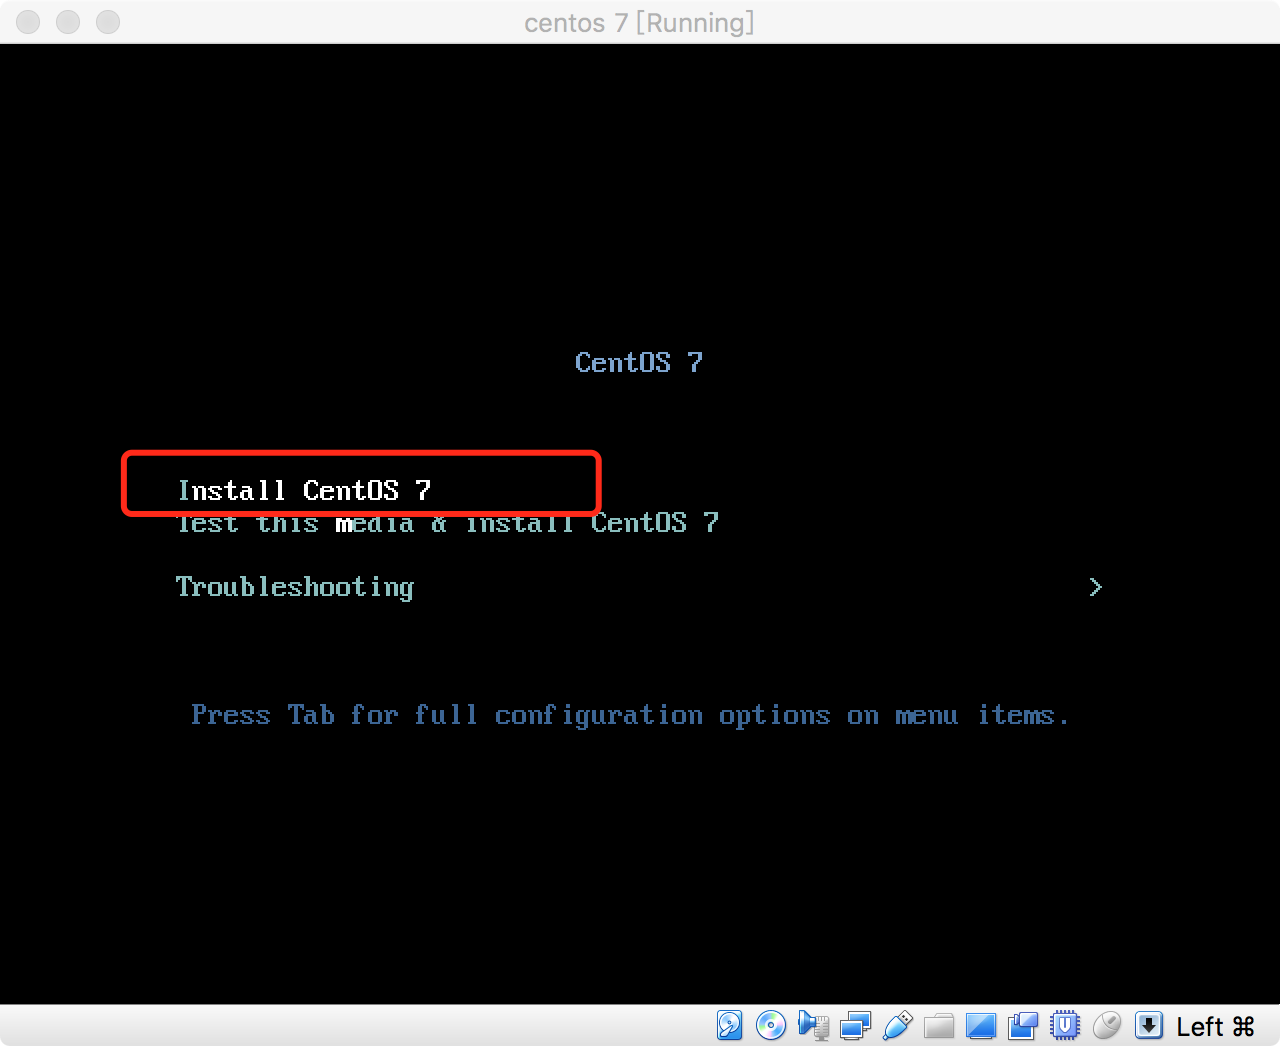 centos 7 [Running]
CentOS 7
Install CentOS 7
Test this media & install CentOS 7
Troubleshooting >
Press Tab for full configuration options on menu items.
Left ⌘